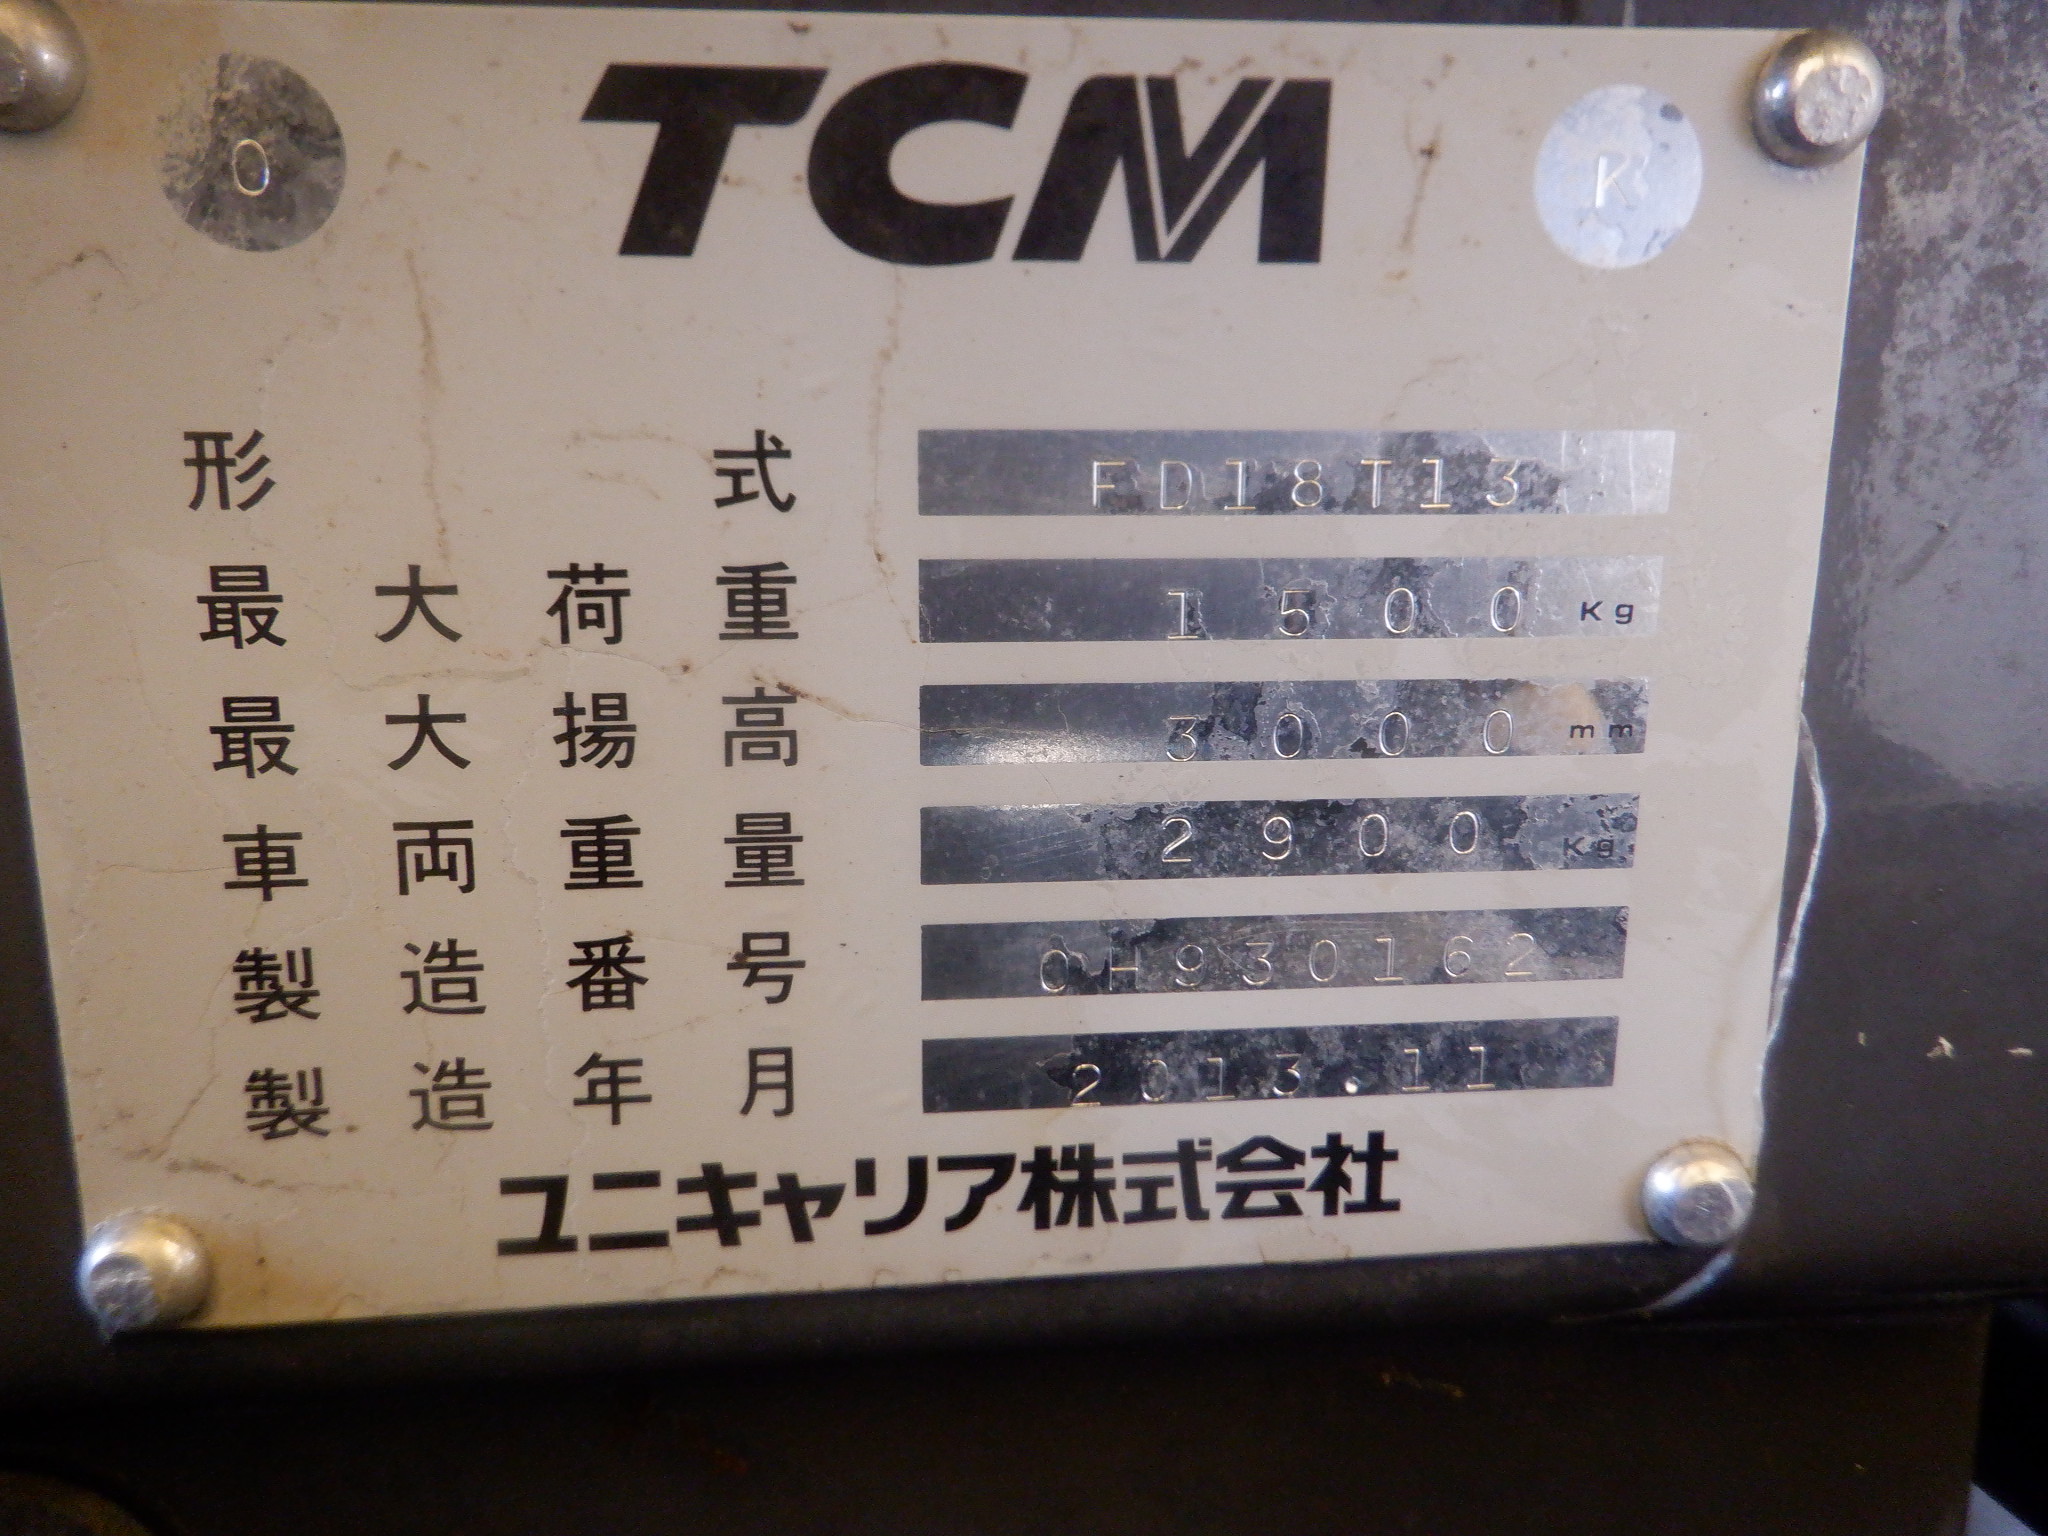 O TCM K
形式 FD18T13
最大荷重 1500 Kg
最大揚高 3000 mm
車両重量 2900 Kg
製造番号 0H930162
製造年月 2013.11
ユニキャリア株式会社